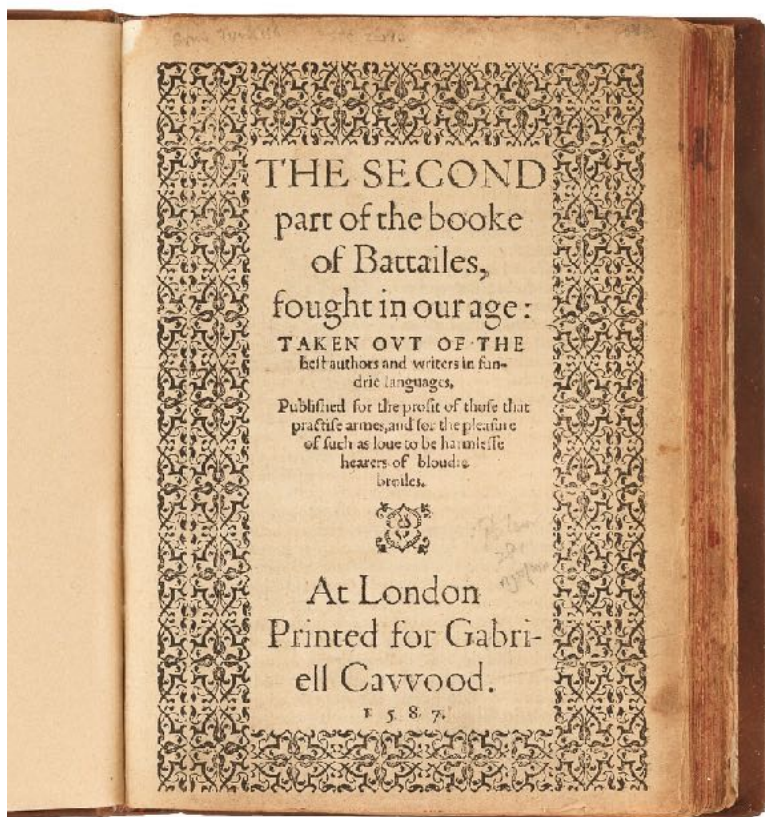 THE SECOND
part of the booke
of Battailes,
fought in our age:
TAKEN OVT OF THE
beſt authors and writers in ſun-
drie languages,
Publiſhed for the profit of thoſe that
practiſe armes, and for the pleaſure
of ſuch as loue to be harmleſſe
hearers of bloudie
broiles.
At London
Printed for Gabri-
ell Cavvood.
1587.